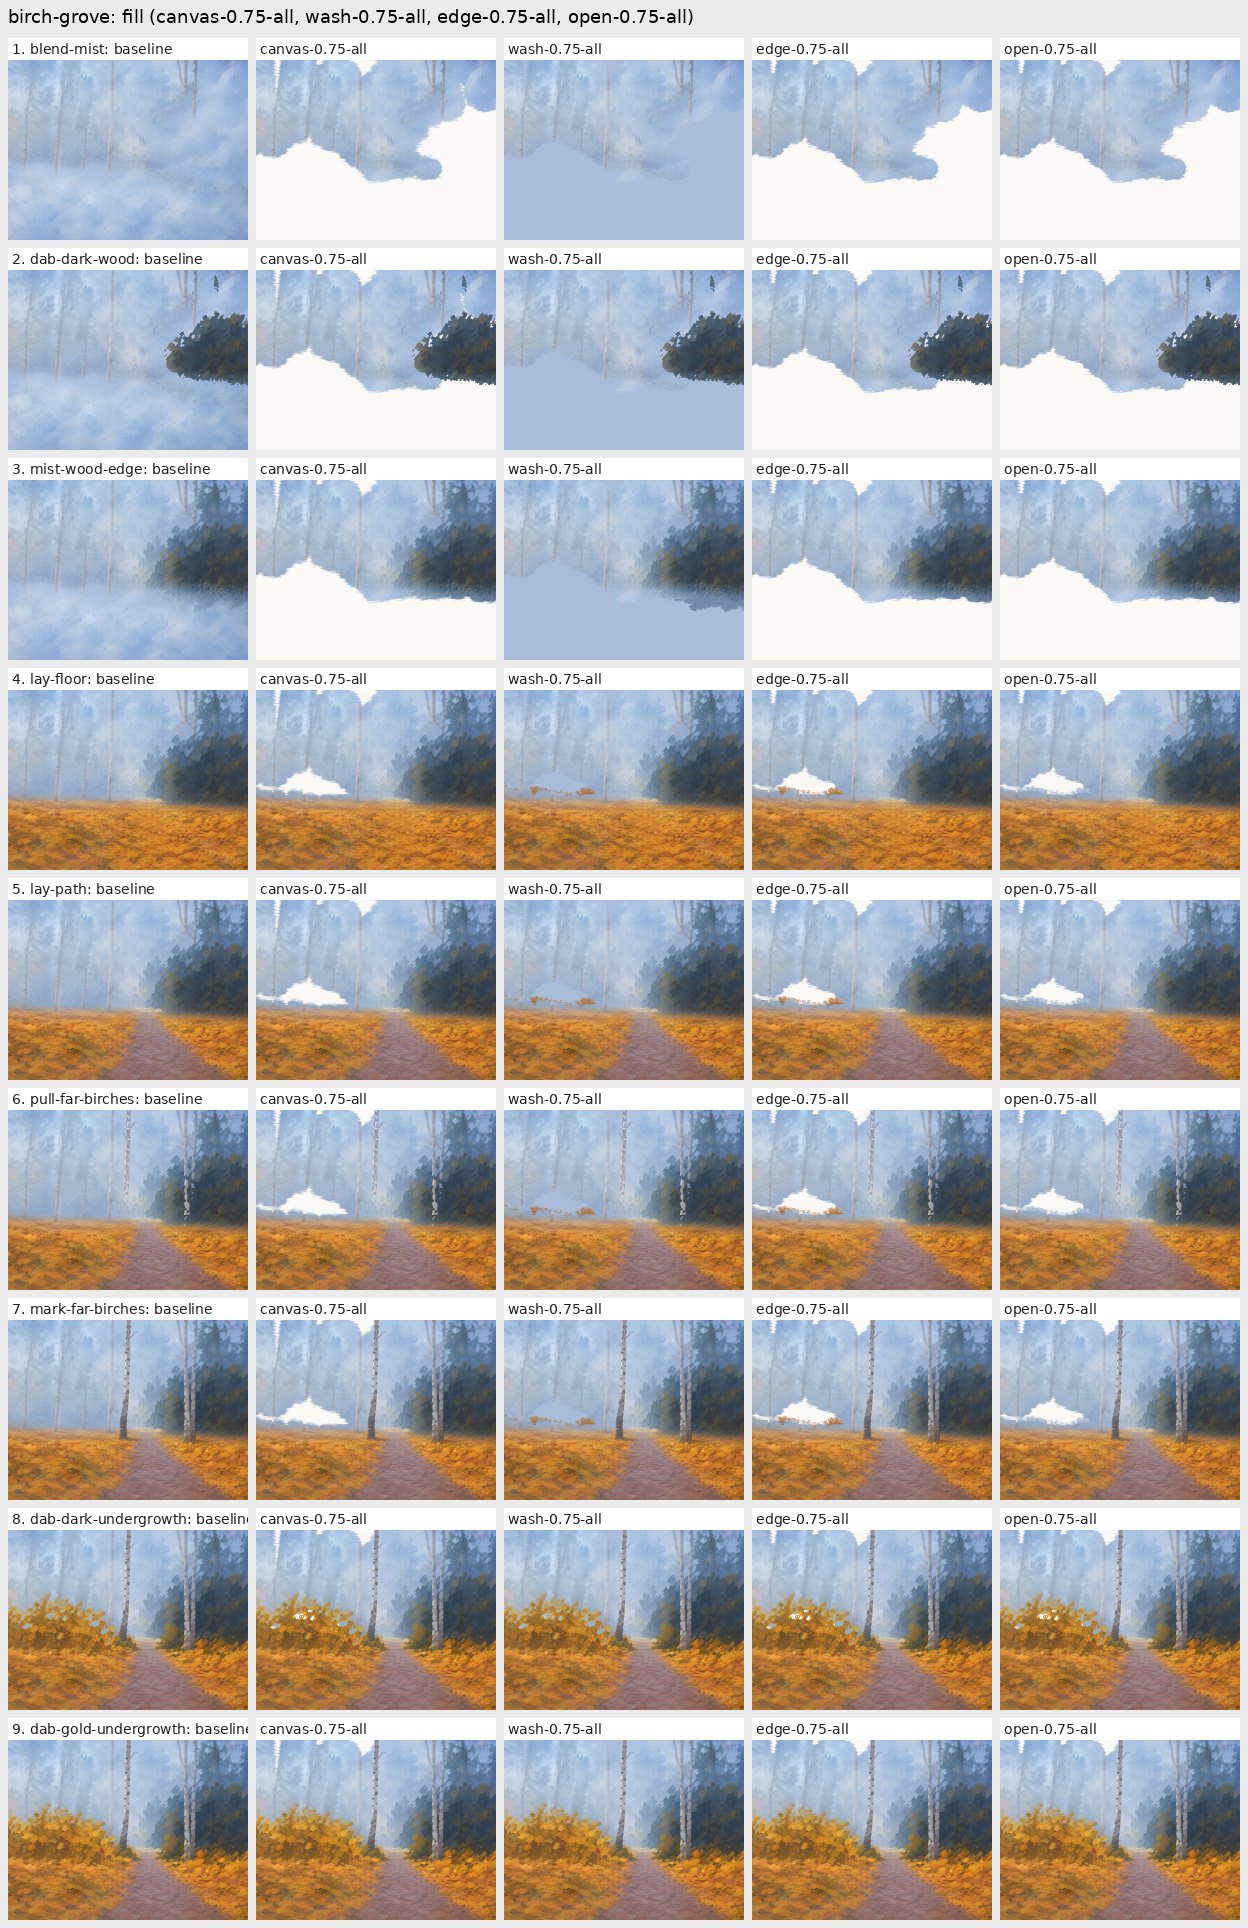 birch-grove: fill (canvas-0.75-all, wash-0.75-all, edge-0.75-all, open-0.75-all)
1. blend-mist: baseline canvas-0.75-all wash-0.75-all edge-0.75-all open-0.75-all
2. dab-dark-wood: baseline canvas-0.75-all wash-0.75-all edge-0.75-all open-0.75-all
3. mist-wood-edge: baseline canvas-0.75-all wash-0.75-all edge-0.75-all open-0.75-all
4. lay-floor: baseline canvas-0.75-all wash-0.75-all edge-0.75-all open-0.75-all
5. lay-path: baseline canvas-0.75-all wash-0.75-all edge-0.75-all open-0.75-all
6. pull-far-birches: baseline canvas-0.75-all wash-0.75-all edge-0.75-all open-0.75-all
7. mark-far-birches: baseline canvas-0.75-all wash-0.75-all edge-0.75-all open-0.75-all
8. dab-dark-undergrowth: baseline canvas-0.75-all wash-0.75-all edge-0.75-all open-0.75-all
9. dab-gold-undergrowth: baseline canvas-0.75-all wash-0.75-all edge-0.75-all open-0.75-all